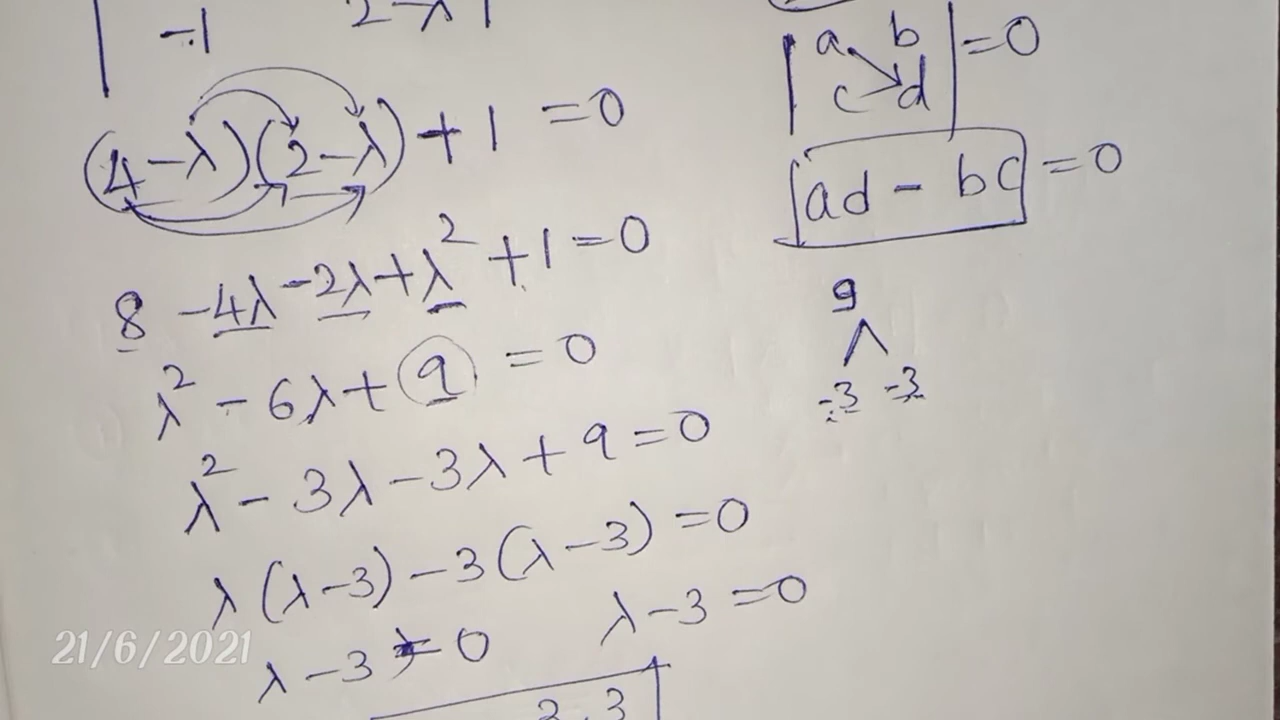 -1 2-λ
(4-λ)(2-λ)+1=0
8-4λ-2λ+λ²+1=0
λ²-6λ+9=0
λ²-3λ-3λ+9=0
λ(λ-3)-3(λ-3)=0
λ-3=0 λ-3=0
3,3
a b
c d =0
ad-bc=0
9
-3 -3
21/6/2021